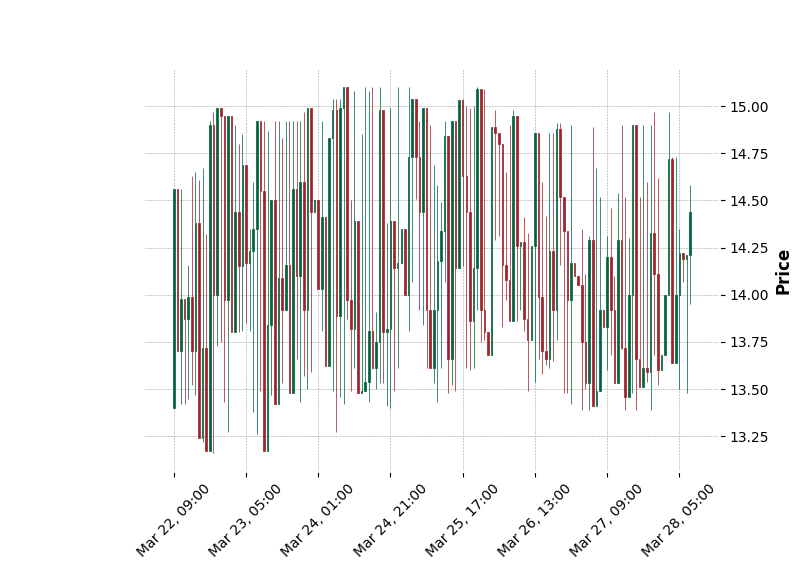 15.00
14.75
14.50
14.25
14.00
13.75
13.50
13.25
Price
Mar 22, 09:00
Mar 23, 05:00
Mar 24, 01:00
Mar 24, 21:00
Mar 25, 17:00
Mar 26, 13:00
Mar 27, 09:00
Mar 28, 05:00